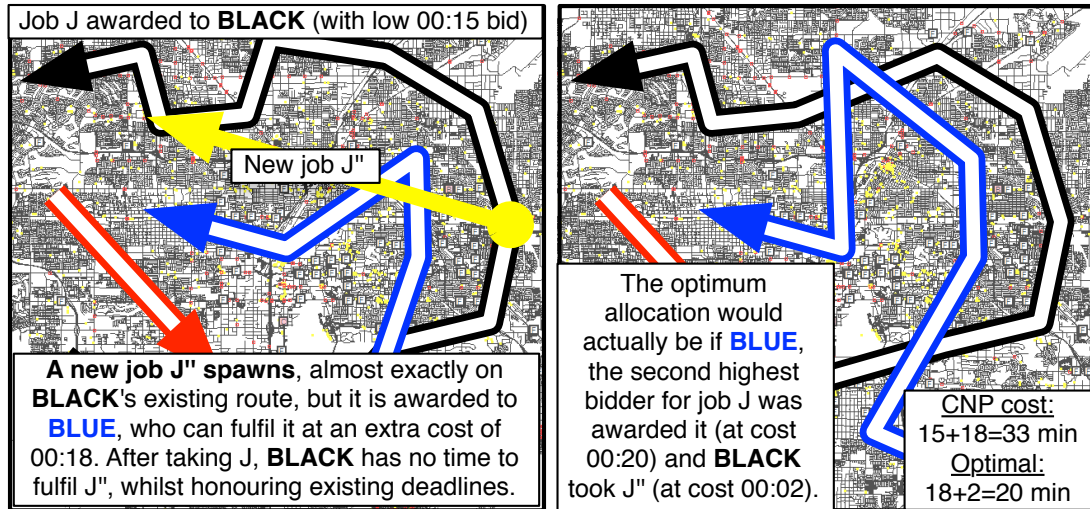 Job J awarded to BLACK (with low 00:15 bid)
New job J"
A new job J" spawns, almost exactly on
BLACK's existing route, but it is awarded to
BLUE, who can fulfil it at an extra cost of
00:18. After taking J, BLACK has no time to
fulfil J", whilst honouring existing deadlines.
The optimum
allocation would
actually be if BLUE,
the second highest
bidder for job J was
awarded it (at cost
00:20) and BLACK
took J" (at cost 00:02).
CNP cost:
15+18=33 min
Optimal:
18+2=20 min